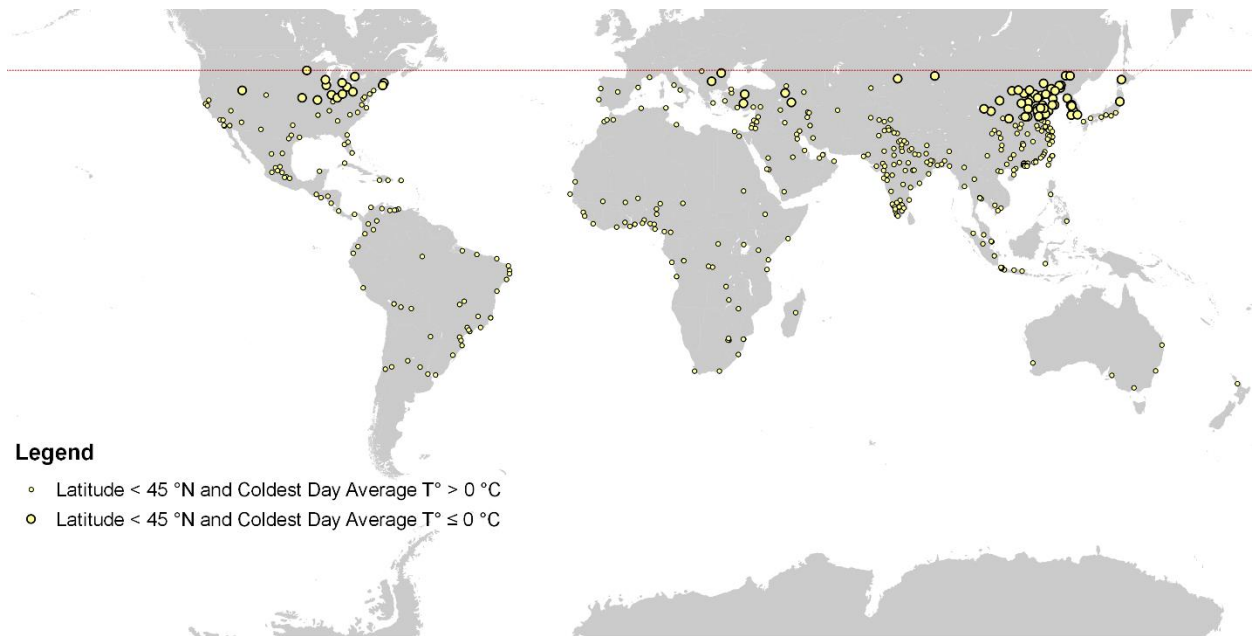 Legend
Latitude < 45 °N and Coldest Day Average T° > 0 °C
Latitude < 45 °N and Coldest Day Average T° ≤ 0 °C